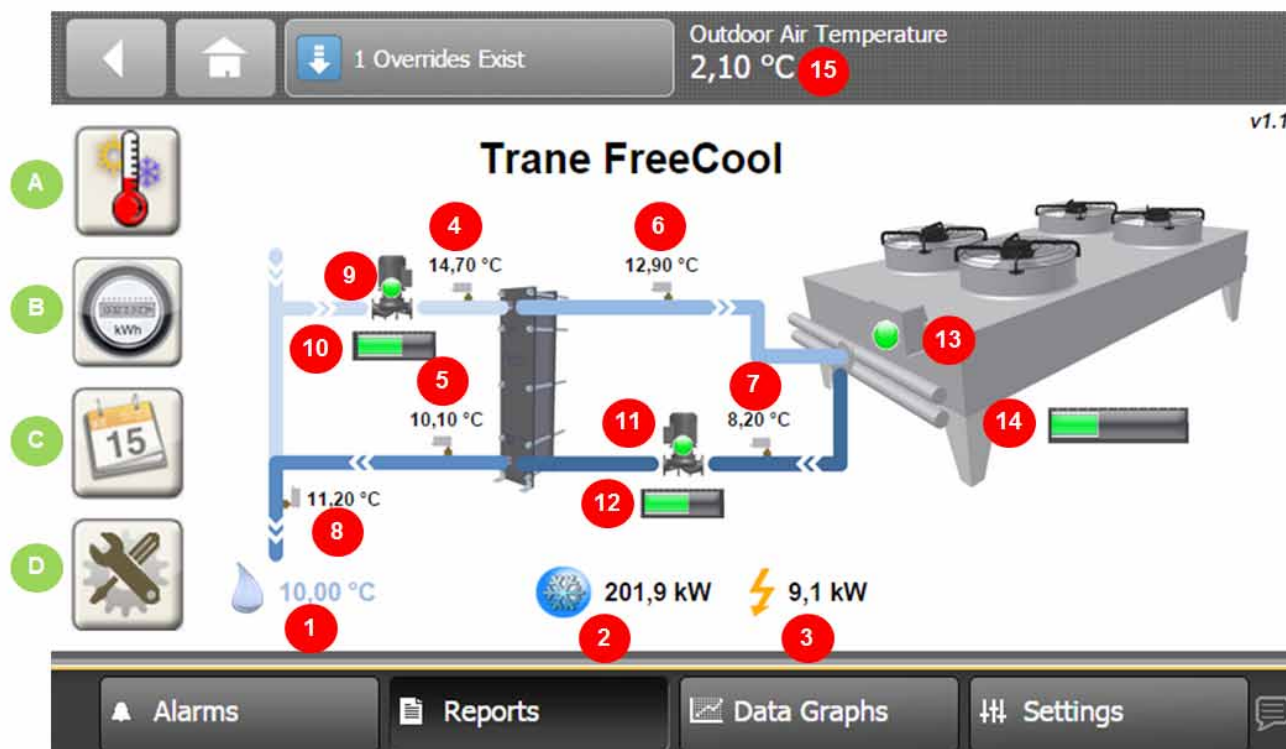 1 Overrides Exist
Outdoor Air Temperature
2,10 °C
15
v1.1
Trane FreeCool
A
4
6
14,70 °C
12,90 °C
9
B
kWh
10
13
5
7
10,10 °C
11
8,20 °C
14
C
15
12
11,20 °C
8
D
10,00 °C
201,9 kW
9,1 kW
1
2
3
Alarms
Reports
Data Graphs
Settings